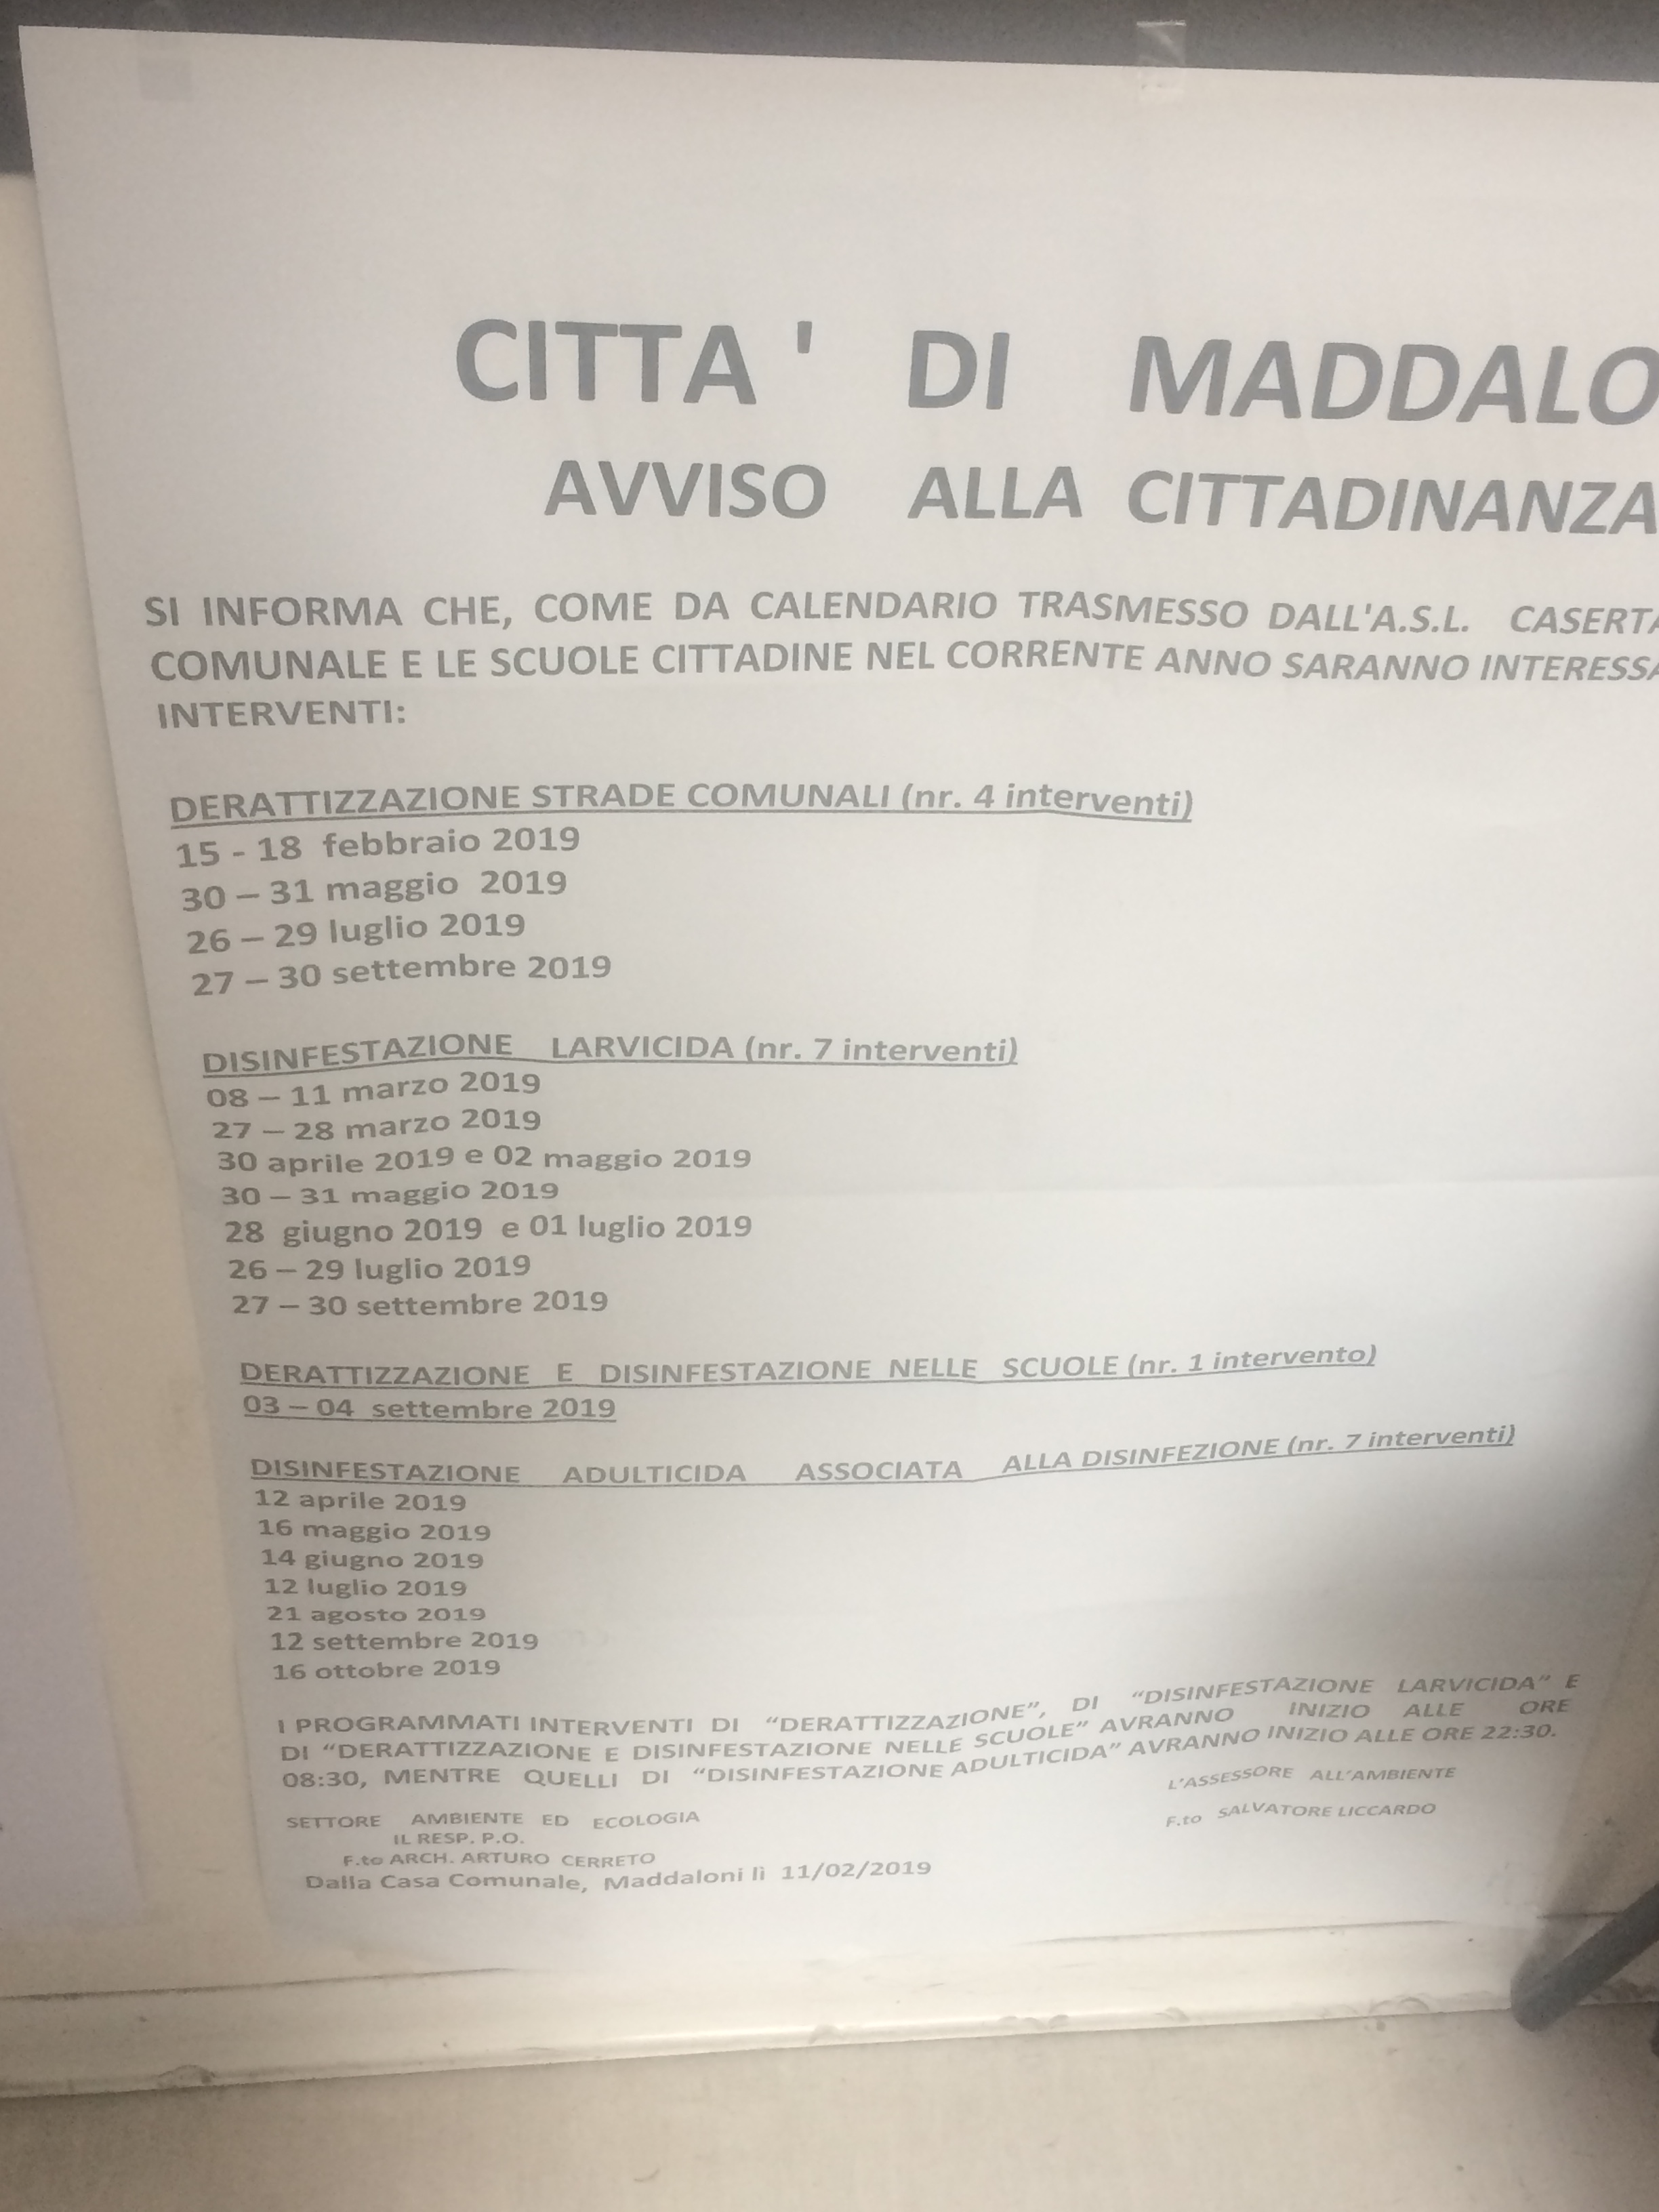 CITTA ' DI MADDALO
AVVISO ALLA CITTADINANZA
SI INFORMA CHE, COME DA CALENDARIO TRASMESSO DALL'A.S.L. CASERTA
COMUNALE E LE SCUOLE CITTADINE NEL CORRENTE ANNO SARANNO INTERESSA
INTERVENTI:
DERATTIZZAZIONE STRADE COMUNALI (nr. 4 interventi)
15 - 18 febbraio 2019
30 – 31 maggio 2019
26 – 29 luglio 2019
27 – 30 settembre 2019
DISINFESTAZIONE LARVICIDA (nr. 7 interventi)
08 – 11 marzo 2019
27 – 28 marzo 2019
30 aprile 2019 e 02 maggio 2019
30 – 31 maggio 2019
28 giugno 2019 e 01 luglio 2019
26 – 29 luglio 2019
27 – 30 settembre 2019
DERATTIZZAZIONE E DISINFESTAZIONE NELLE SCUOLE (nr. 1 intervento)
03 – 04 settembre 2019
DISINFESTAZIONE ADULTICIDA ASSOCIATA ALLA DISINFEZIONE (nr. 7 interventi)
12 aprile 2019
16 maggio 2019
14 giugno 2019
12 luglio 2019
21 agosto 2019
12 settembre 2019
16 ottobre 2019
I PROGRAMMATI INTERVENTI DI “DERATTIZZAZIONE”, DI “DISINFESTAZIONE LARVICIDA” E
DI “DERATTIZZAZIONE E DISINFESTAZIONE NELLE SCUOLE” AVRANNO INIZIO ALLE ORE
08:30, MENTRE QUELLI DI “DISINFESTAZIONE ADULTICIDA” AVRANNO INIZIO ALLE ORE 22:30.
L’ASSESSORE ALL’AMBIENTE
F.to SALVATORE LICCARDO
SETTORE AMBIENTE ED ECOLOGIA
IL RESP. P.O.
F.to ARCH. ARTURO CERRETO
Dalla Casa Comunale, Maddaloni lì 11/02/2019